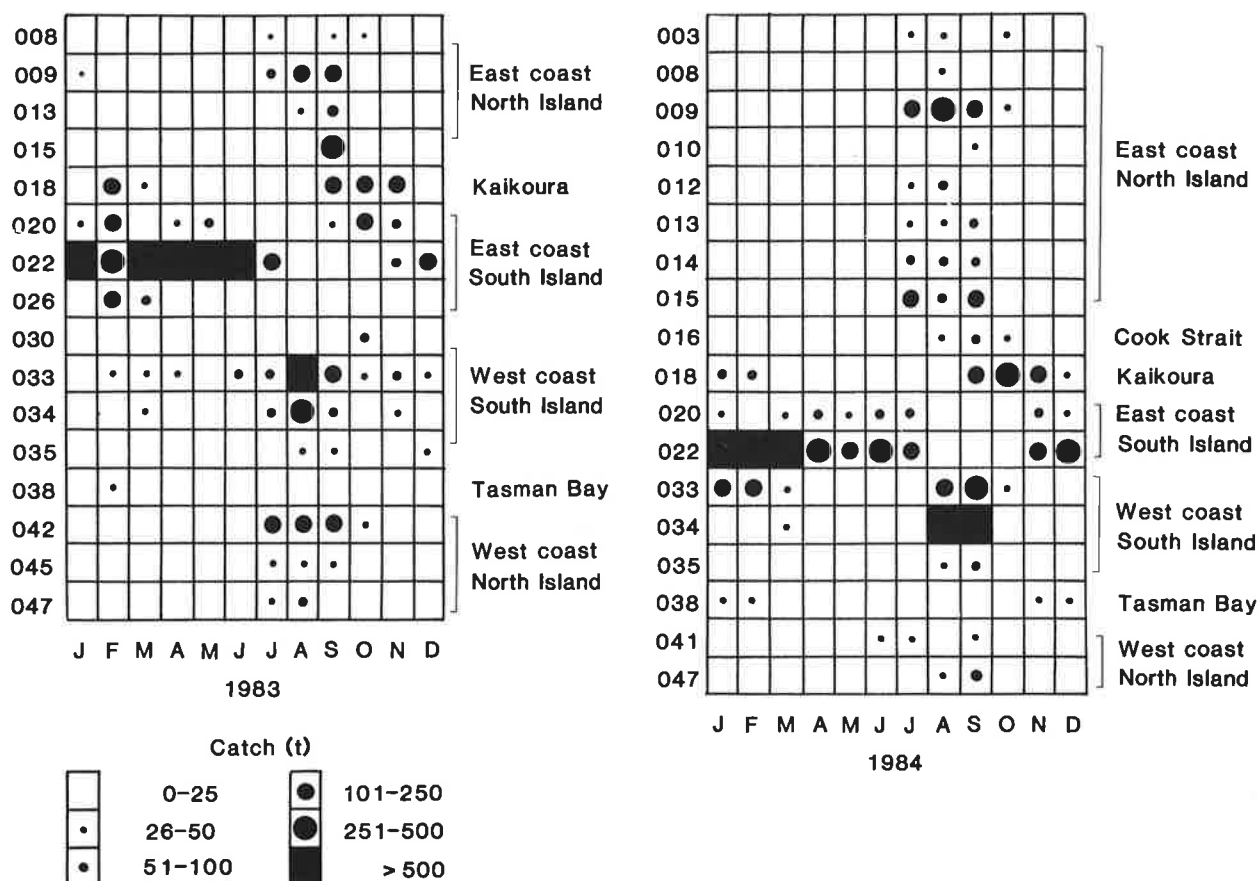 008
009 East coast
North Island
013
015
018 Kaikoura
020
East coast
022 South Island
026
030
033 West coast
South Island
034
035
038 Tasman Bay
042
West coast
045 North Island
047
J F M A M J J A S O N D
1983
003
008
009
010 East coast
North Island
012
013
014
015
016 Cook Strait
018 Kaikoura
020 East coast
South Island
022
033
West coast
034 South Island
035
038 Tasman Bay
041 West coast
047 North Island
J F M A M J J A S O N D
1984
Catch (t)
0-25 101-250
26-50 251-500
51-100 >500